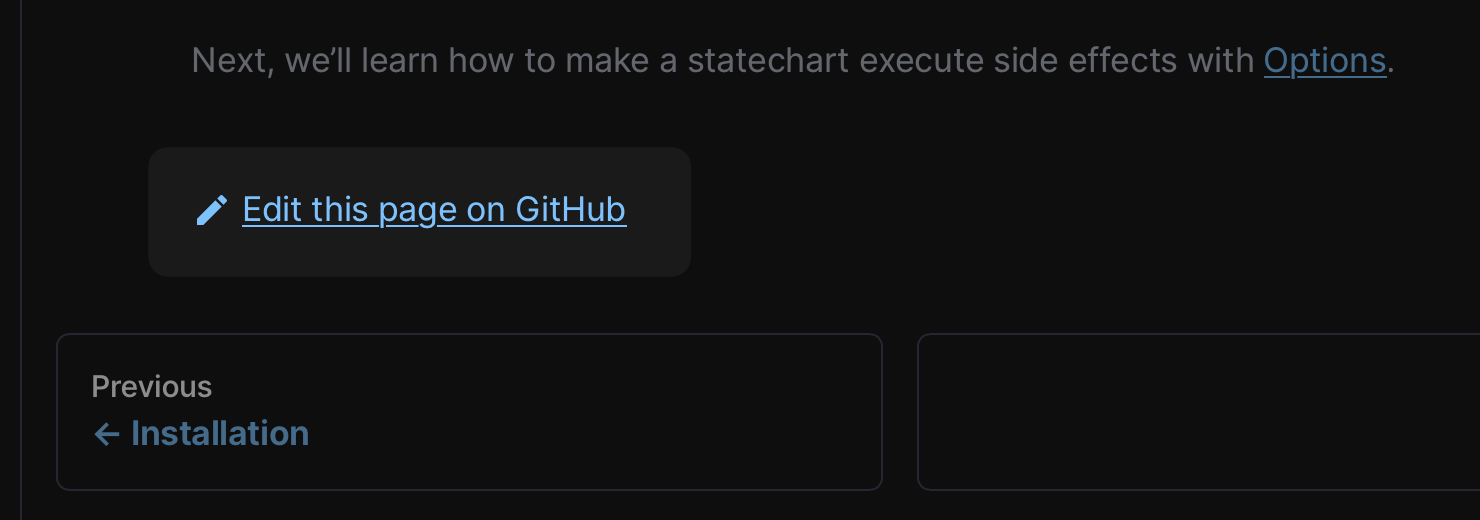 Next, we’ll learn how to make a statechart execute side effects with Options.
Edit this page on GitHub
Previous
← Installation